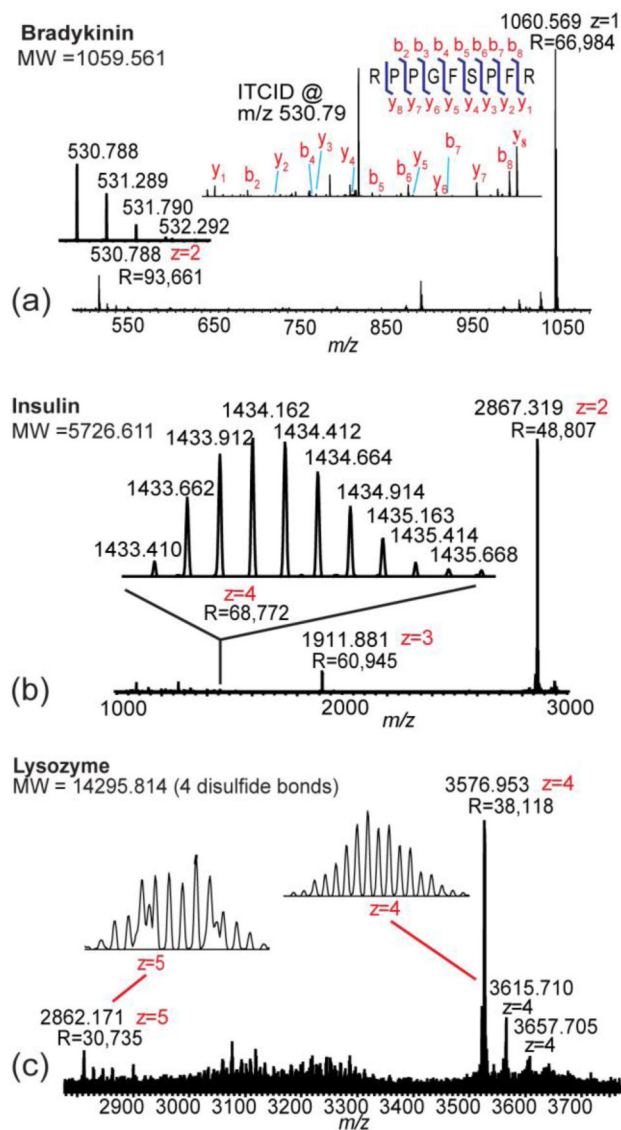 Bradykinin
MW =1059.561
1060.569 z=1
R=66,984
b2 b3 b4 b5 b6 b7 b8
R P P G F S P F R
y8 y7 y6 y5 y4 y3 y2 y1
ITCID @
m/z 530.79
y1 b2 y2 b4 y3 y4 b5 b6 y5 y6 b7 y7 b8 y8
530.788
531.289
531.790
532.292
530.788 z=2
R=93,661
(a)
550 650 750 850 950 1050
m/z
Insulin
MW =5726.611
2867.319 z=2
R=48,807
1434.162
1433.912 1434.412
1433.662 1434.664
1434.914
1433.410 1435.163
1435.414
1435.668
z=4
R=68,772
1911.881 z=3
R=60,945
(b)
1000 2000 3000
m/z
Lysozyme
MW = 14295.814 (4 disulfide bonds)
3576.953 z=4
R=38,118
z=4
z=5
2862.171 z=5
R=30,735
3615.710
z=4
3657.705
z=4
(c)
2900 3000 3100 3200 3300 3400 3500 3600 3700
m/z